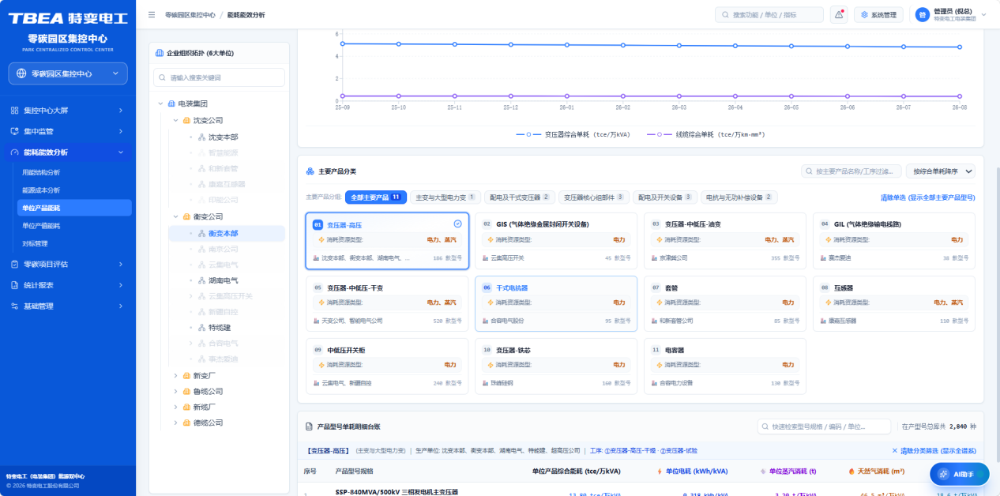 TBEA 特变电工
零碳园区集控中心
PARK CENTRALIZED CONTROL CENTER
零碳园区集控中心
集控中心大屏
集中监管
能耗能效分析
用能结构分析
能源成本分析
单位产品能耗
单位产值能耗
对标管理
零碳项目评估
统计报表
基础管理
特变电工（电装集团）能源双中心
© 2026 特变电工股份有限公司
零碳园区集控中心 / 能耗能效分析
搜索功能 / 单位 / 指标
系统管理
管
管理员 (倪总)
特变电工电装集团
企业组织拓扑 (6大单位)
请输入搜索关键词
电装集团
沈变公司
沈变本部
智慧能源
和新套管
康嘉互感器
印能公司
衡变公司
衡变本部
南京公司
云集电气
湖南电气
云集高压开关
新疆自控
特缆建
合容电气
泰杰爱迪
新变厂
鲁缆公司
新缆厂
德缆公司
6
4
2
0
25-09 25-10 25-11 25-12 26-01 26-02 26-03 26-04 26-05 26-06 26-07 26-08
变压器综合单耗 (tce/万kVA) 线缆综合单耗 (tce/万km·mm²)
主要产品分类
按主要产品名称/工序过滤...
按综合单耗降序
主要产品分组:
全部主要产品 11
主变与大型电力变 1
配电及干式变压器 2
变压器核心组部件 3
配电及开关设备 3
电抗与无功补偿设备 2
清除单选 (显示全部主要产品型号)
01 变压器-高压
消耗资源类型: 电力、蒸汽
沈变本部、衡变本部、湖南电气、... 186 款型号
02 GIS (气体绝缘金属封闭开关设备)
消耗资源类型: 电力
云集高压开关 45 款型号
03 变压器-中低压-油变
消耗资源类型: 电力、蒸汽
京津冀公司 355 款型号
04 GIL (气体绝缘输电线路)
消耗资源类型: 电力
泰杰爱迪 38 款型号
05 变压器-中低压-干变
消耗资源类型: 电力、蒸汽
天变公司、智能电气公司 520 款型号
06 干式电抗器
消耗资源类型: 电力
合容电气股份 95 款型号
07 套管
消耗资源类型: 电力
和新套管公司 85 款型号
08 互感器
消耗资源类型: 电力、蒸汽
康嘉互感器 110 款型号
09 中低压开关柜
消耗资源类型: 电力
云集电气、新疆自控 240 款型号
10 变压器-铁芯
消耗资源类型: 电力
珠峰硅钢 160 款型号
11 电容器
消耗资源类型: 电力
合容电力设备 130 款型号
产品型号单耗明细台账
快速检索型号规格 / 编码 / 单位...
在产型号总库共 2,840 种
【变压器-高压】 (主变与大型电力变) | 生产单位: 沈变本部、衡变本部、湖南电气、特能建、超高压公司 | 工序: ①变压器-高压-干燥 · ②变压器-试验
× 清除分类筛选 (显示全谱系)
序号 产品型号规格 单位产品综合能耗 (tce/万kVA) 单位电耗 (kWh/kVA) 单位蒸汽消耗 (t) 天然气消耗 (m³)
AI助手
1 SSP-840MVA/500kV 三相发电机主变压器 13.80 tce/万kVA 0.318 kWh/kVA 3.20 t/万kVA 46.5 m³/万kVA